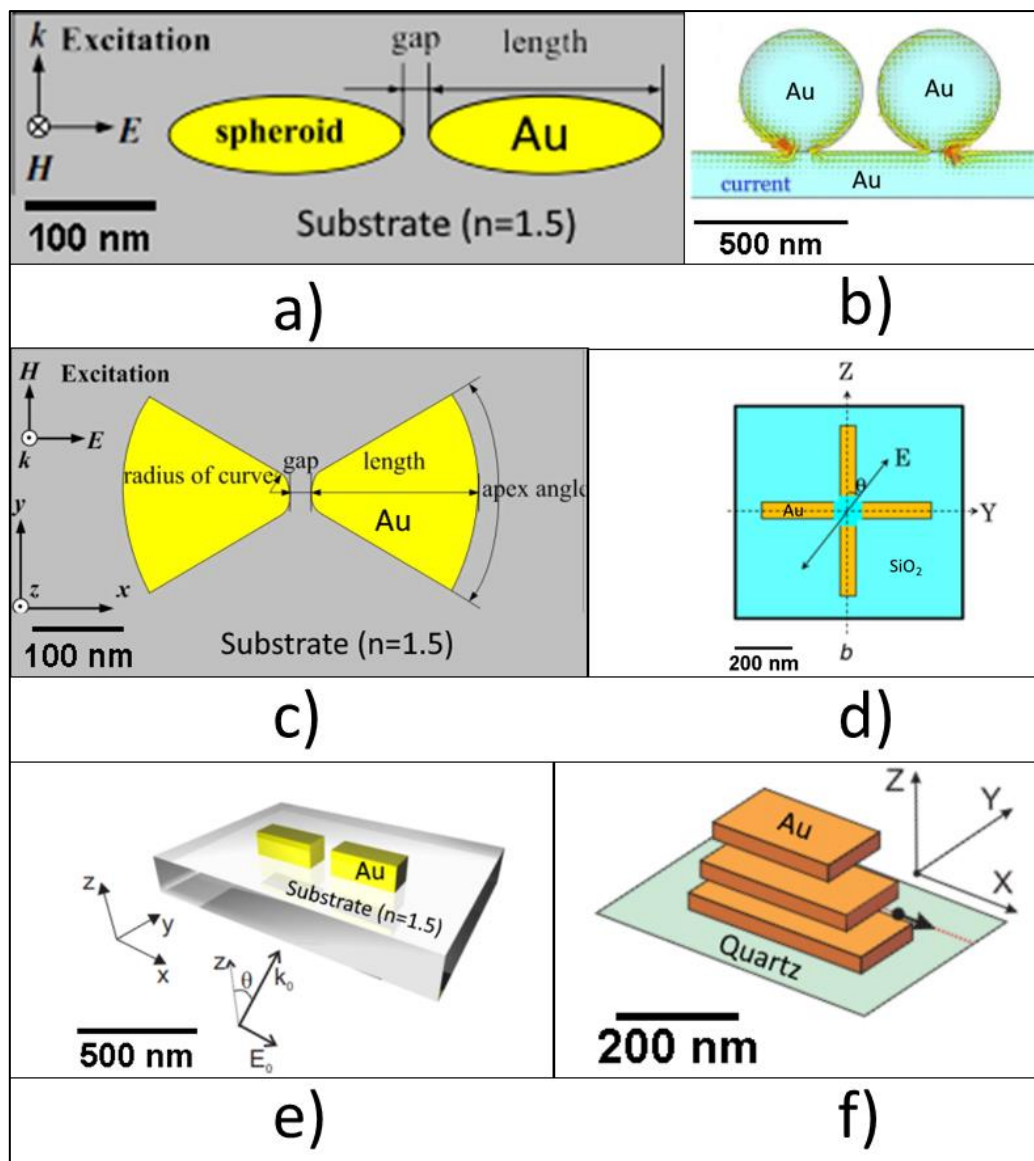 k Excitation
gap length
E
H
spheroid Au
100 nm
Substrate (n=1.5)
a)
Au Au
current Au
500 nm
b)
H Excitation
E
k
radius of curve gap length apex angle
Au
y
z x
100 nm
Substrate (n=1.5)
c)
Z
E
θ
Au Y
SiO₂
200 nm
b
d)
Au
Substrate (n=1.5)
z
y
x
z θ k₀
E₀
500 nm
e)
Z
Y
X
Au
Quartz
200 nm
f)